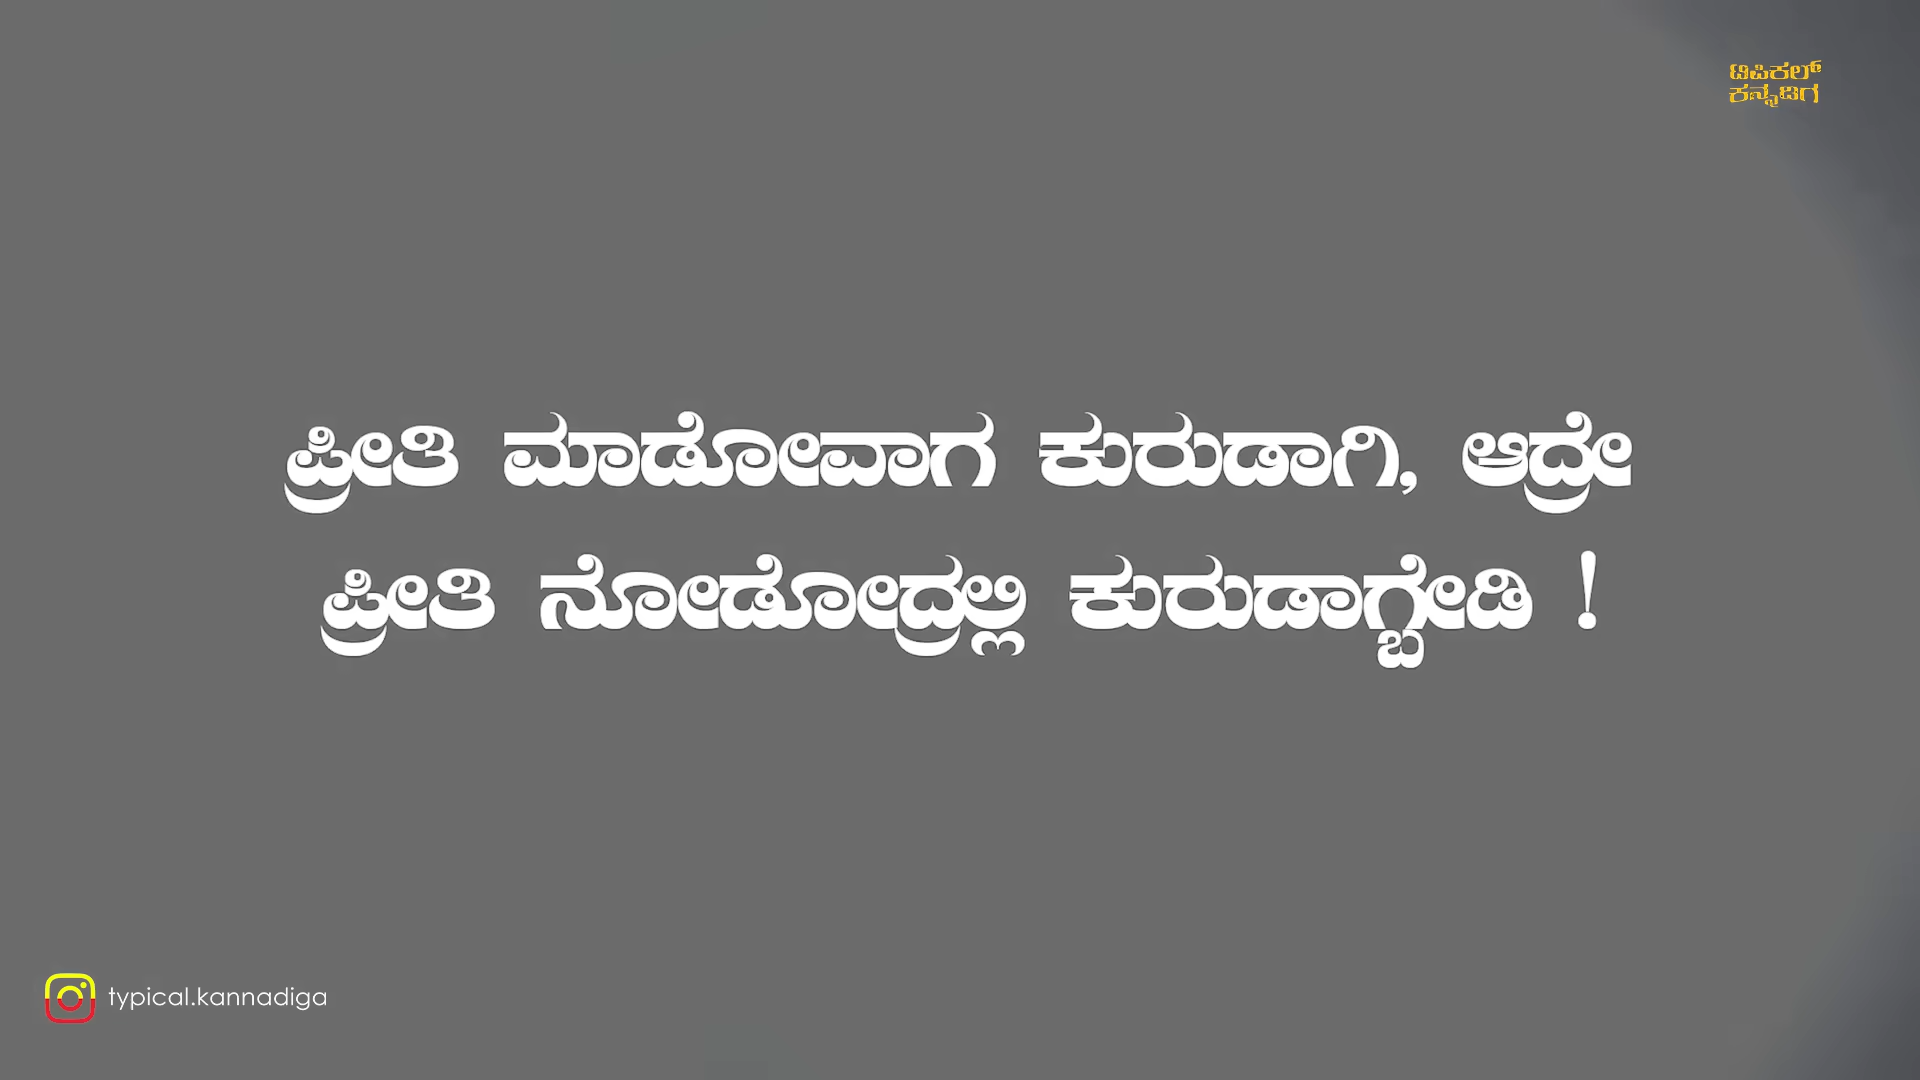 ಟಿಪಿಕಲ್
ಕನ್ನಡಿಗ
ಪ್ರೀತಿ ಮಾಡೋವಾಗ ಕುರುಡಾಗಿ, ಆದ್ರೇ
ಪ್ರೀತಿ ನೋಡೋದ್ರಲ್ಲಿ ಕುರುಡಾಗ್ಬೇಡಿ !
typical.kannadiga